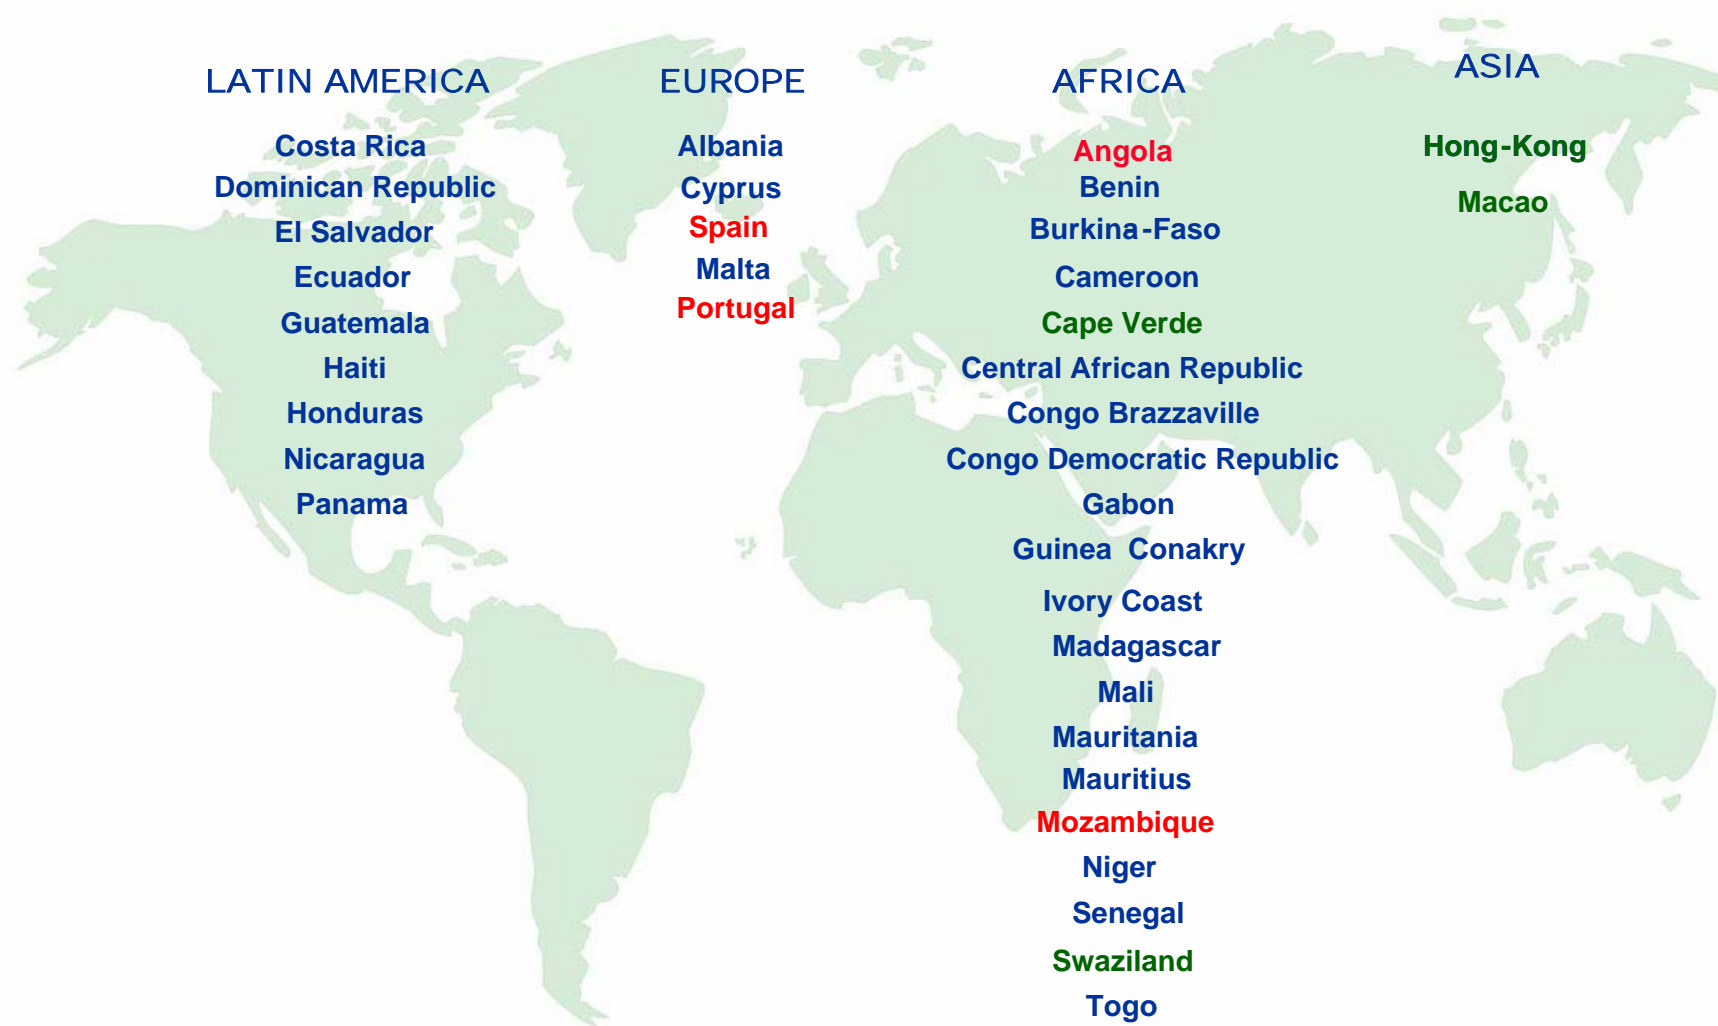 LATIN AMERICA
Costa Rica
Dominican Republic
El Salvador
Ecuador
Guatemala
Haiti
Honduras
Nicaragua
Panama
EUROPE
Albania
Cyprus
Spain
Malta
Portugal
AFRICA
Angola
Benin
Burkina-Faso
Cameroon
Cape Verde
Central African Republic
Congo Brazzaville
Congo Democratic Republic
Gabon
Guinea Conakry
Ivory Coast
Madagascar
Mali
Mauritania
Mauritius
Mozambique
Niger
Senegal
Swaziland
Togo
ASIA
Hong-Kong
Macao